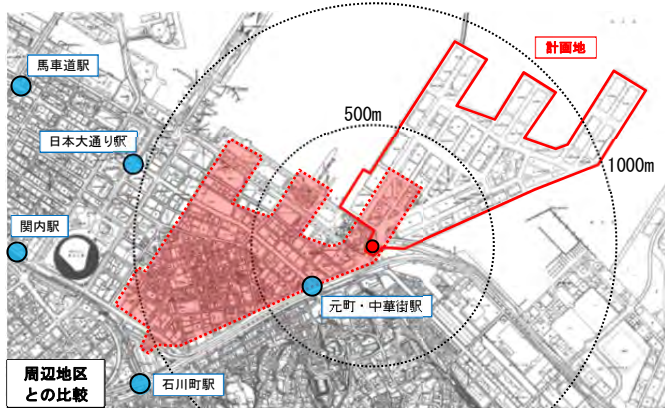 計画地
馬車道駅
500m
日本大通り駅
1000m
関内駅
元町・中華街駅
周辺地区
との比較
石川町駅